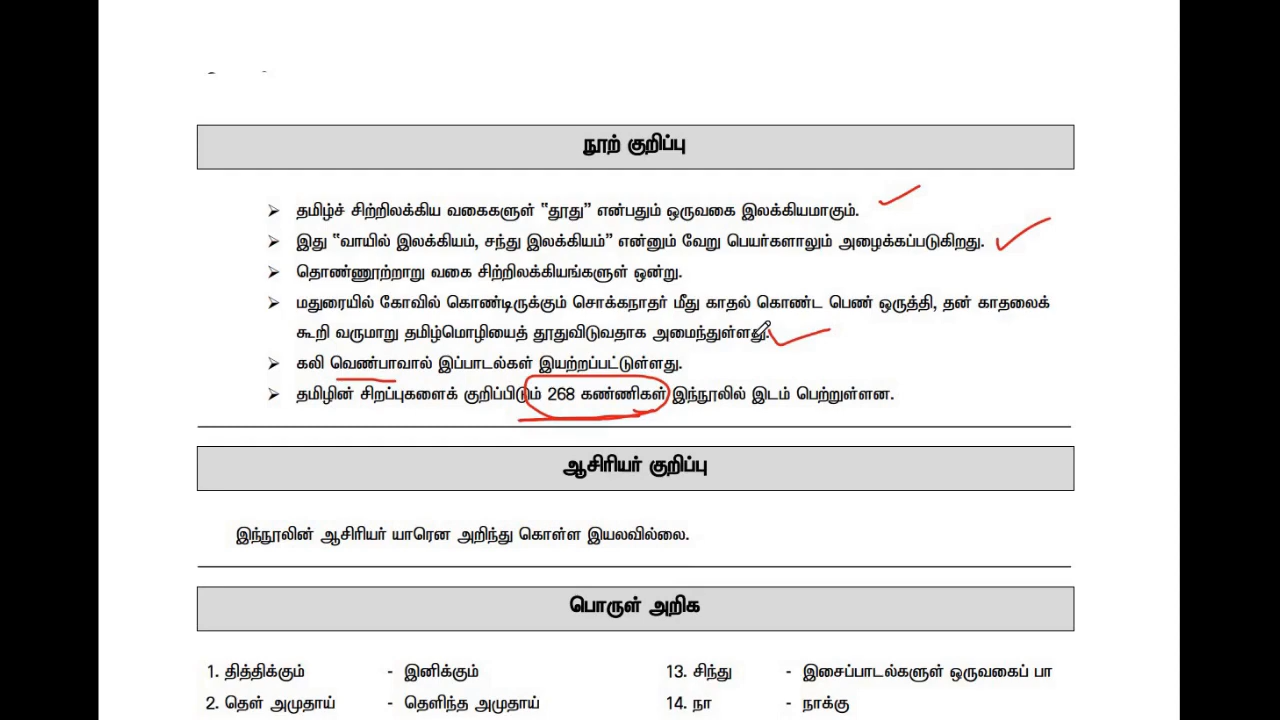 நூற் குறிப்பு
➢ தமிழ்ச் சிற்றிலக்கிய வகைகளுள் "தூது" என்பதும் ஒருவகை இலக்கியமாகும்.
➢ இது "வாயில் இலக்கியம், சந்து இலக்கியம்" என்னும் வேறு பெயர்களாலும் அழைக்கப்படுகிறது.
➢ தொண்ணூற்றாறு வகை சிற்றிலக்கியங்களுள் ஒன்று.
➢ மதுரையில் கோவில் கொண்டிருக்கும் சொக்கநாதர் மீது காதல் கொண்ட பெண் ஒருத்தி, தன் காதலைக்
கூறி வருமாறு தமிழ்மொழியைத் தூதுவிடுவதாக அமைந்துள்ளது.
➢ கலி வெண்பாவால் இப்பாடல்கள் இயற்றப்பட்டுள்ளது.
➢ தமிழின் சிறப்புகளைக் குறிப்பிடும் 268 கண்ணிகள் இந்நூலில் இடம் பெற்றுள்ளன.
ஆசிரியர் குறிப்பு
இந்நூலின் ஆசிரியர் யாரென அறிந்து கொள்ள இயலவில்லை.
பொருள் அறிக
1. தித்திக்கும் - இனிக்கும் 13. சிந்து - இசைப்பாடல்களுள் ஒருவகைப் பா
2. தெள் அமுதாய் - தெளிந்த அமுதாய் 14. நா - நாக்கு